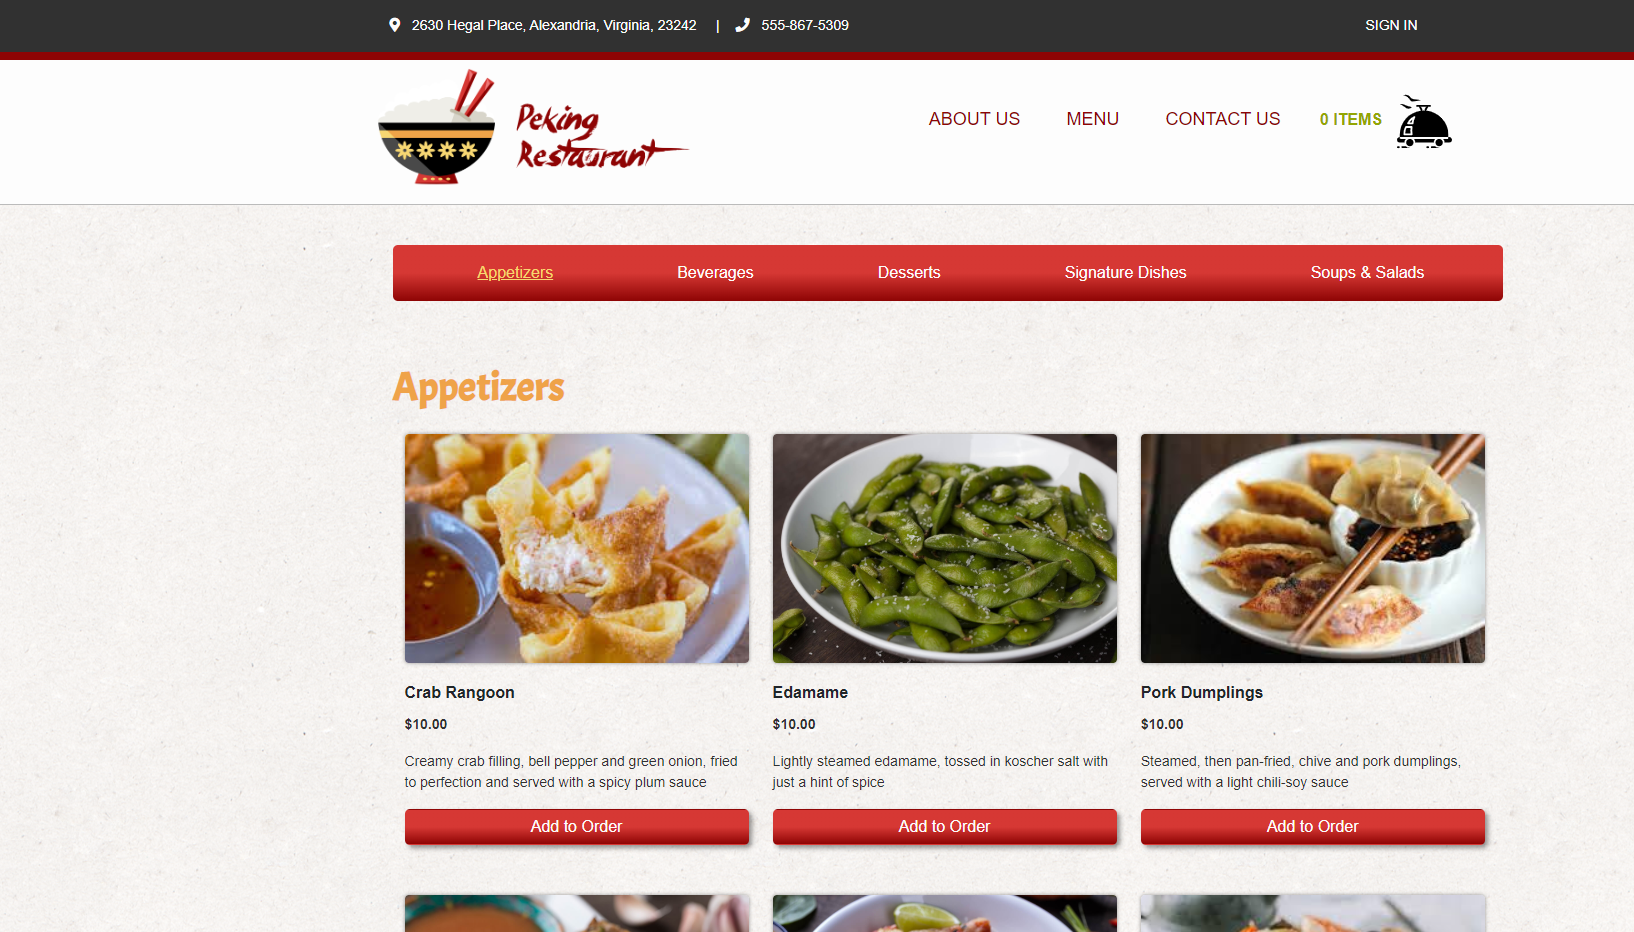 2630 Hegal Place, Alexandria, Virginia, 23242 | 555-867-5309
SIGN IN
Peking
Restaurant
ABOUT US
MENU
CONTACT US
0 ITEMS
Appetizers
Beverages
Desserts
Signature Dishes
Soups & Salads
Appetizers
Crab Rangoon
$10.00
Creamy crab filling, bell pepper and green onion, fried
to perfection and served with a spicy plum sauce
Add to Order
Edamame
$10.00
Lightly steamed edamame, tossed in koscher salt with
just a hint of spice
Add to Order
Pork Dumplings
$10.00
Steamed, then pan-fried, chive and pork dumplings,
served with a light chili-soy sauce
Add to Order